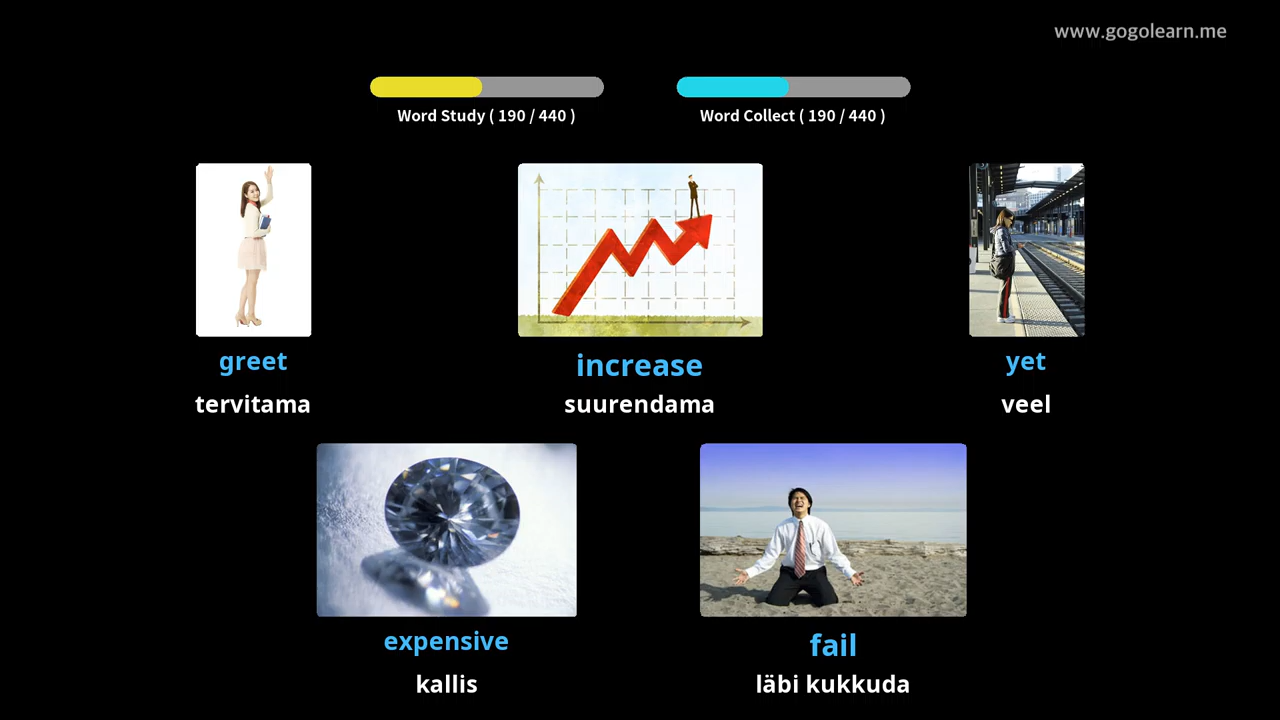 www.gogolearn.me
Word Study ( 190 / 440 )
Word Collect ( 190 / 440 )
greet
tervitama
increase
suurendama
yet
veel
expensive
kallis
fail
läbi kukkuda